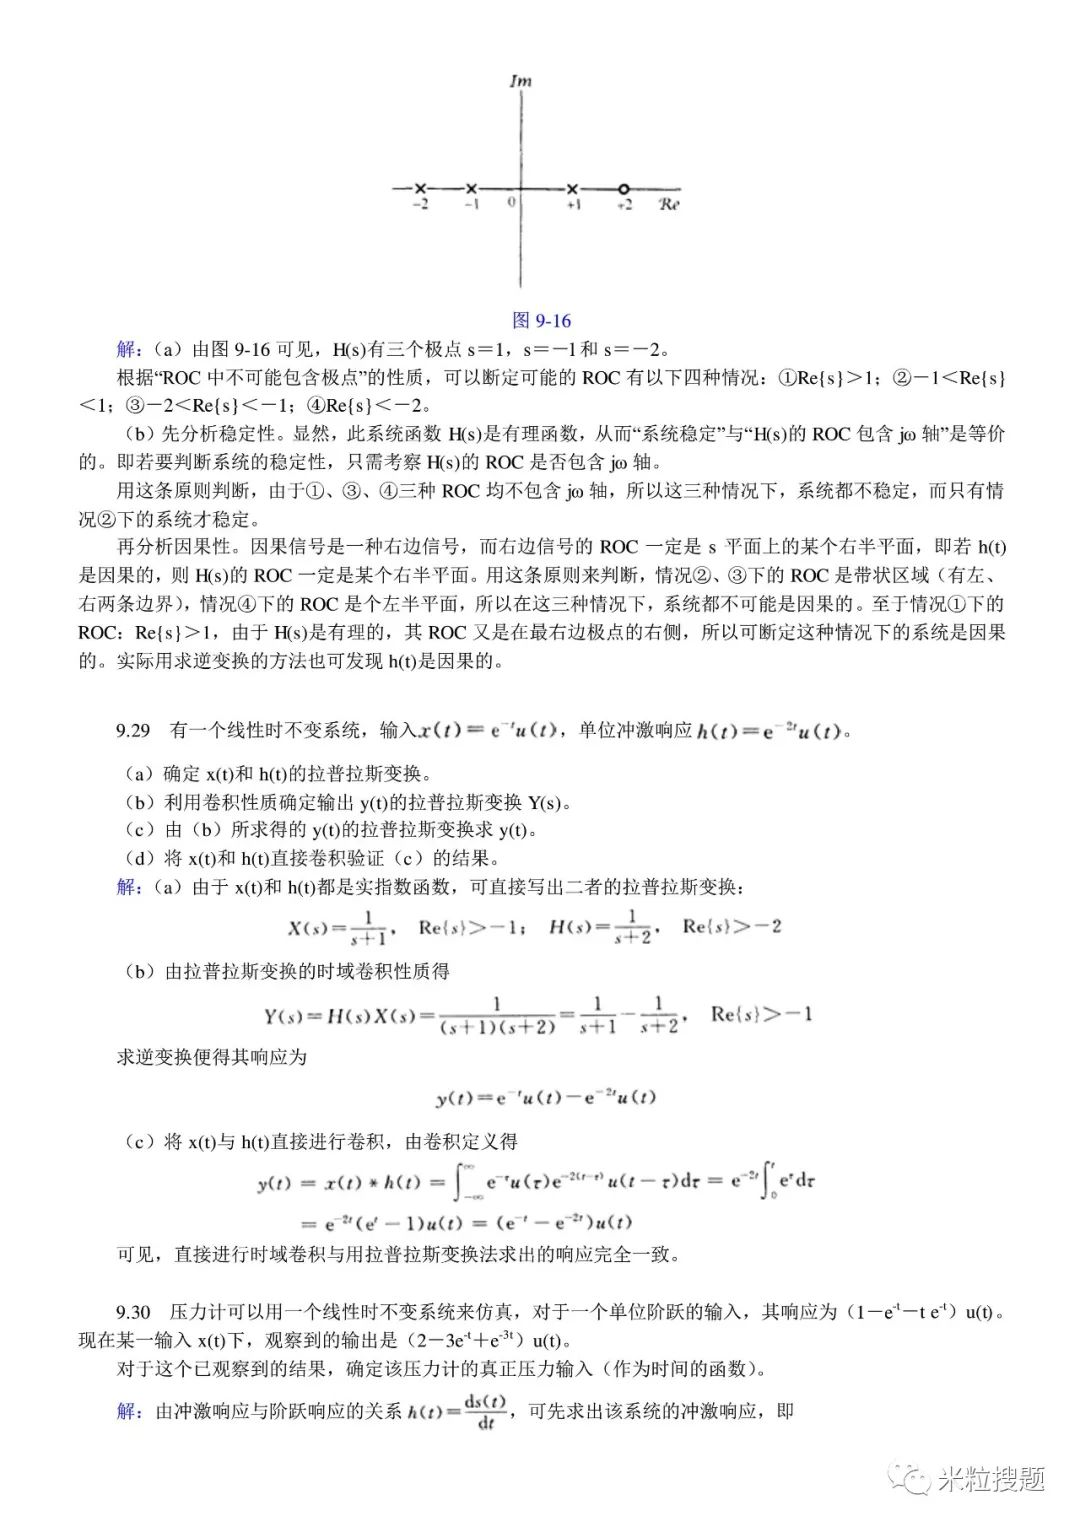 Im
-2 -1 0 +1 +2 Re
图 9-16
解:（a）由图 9-16 可见，H(s)有三个极点 s＝1，s＝－1 和 s＝－2。
根据“ROC 中不可能包含极点”的性质，可以断定可能的 ROC 有以下四种情况：①Re{s}＞1；②－1＜Re{s}
＜1；③－2＜Re{s}＜－1；④Re{s}＜－2。
（b）先分析稳定性。显然，此系统函数 H(s)是有理函数，从而“系统稳定”与“H(s)的 ROC 包含 jω 轴”是等价
的。即若要判断系统的稳定性，只需考察 H(s)的 ROC 是否包含 jω 轴。
用这条原则判断，由于①、③、④三种 ROC 均不包含 jω 轴，所以这三种情况下，系统都不稳定，而只有情
况②下的系统才稳定。
再分析因果性。因果信号是一种右边信号，而右边信号的 ROC 一定是 s 平面上的某个右半平面，即若 h(t)
是因果的，则 H(s)的 ROC 一定是某个右半平面。用这条原则来判断，情况②、③下的 ROC 是带状区域（有左、
右两条边界），情况④下的 ROC 是个左半平面，所以在这三种情况下，系统都不可能是因果的。至于情况①下的
ROC：Re{s}＞1，由于 H(s)是有理的，其 ROC 又是在最右边极点的右侧，所以可断定这种情况下的系统是因果
的。实际用求逆变换的方法也可发现 h(t)是因果的。
9.29 有一个线性时不变系统，输入x(t)＝e^{-t}u(t)，单位冲激响应 h(t)＝e^{-2t}u(t)。
（a）确定 x(t)和 h(t)的拉普拉斯变换。
（b）利用卷积性质确定输出 y(t)的拉普拉斯变换 Y(s)。
（c）由（b）所求得的 y(t)的拉普拉斯变换求 y(t)。
（d）将 x(t)和 h(t)直接卷积验证（c）的结果。
解:（a）由于 x(t)和 h(t)都是实指数函数，可直接写出二者的拉普拉斯变换：
X(s)=\frac{1}{s+1}, Re{s}>-1; H(s)=\frac{1}{s+2}, Re{s}>-2
（b）由拉普拉斯变换的时域卷积性质得
Y(s)=H(s)X(s)=\frac{1}{(s+1)(s+2)}=\frac{1}{s+1}-\frac{1}{s+2}, Re{s}>-1
求逆变换便得其响应为
y(t)=e^{-t}u(t)-e^{-2t}u(t)
（c）将 x(t)与 h(t)直接进行卷积，由卷积定义得
y(t) = x(t) * h(t) = \int_{-∞}^{∞} e^{-τ}u(τ)e^{-2(t-τ)}u(t-τ)dτ = e^{-2t}\int_{0}^{t} e^{τ}dτ
= e^{-2t}(e^{t}-1)u(t) = (e^{-t}-e^{-2t})u(t)
可见，直接进行时域卷积与用拉普拉斯变换法求出的响应完全一致。
9.30 压力计可以用一个线性时不变系统来仿真，对于一个单位阶跃的输入，其响应为（1－e^{-t}－t e^{-t}）u(t)。
现在某一输入 x(t)下，观察到的输出是（2－3e^{-t}＋e^{-3t}）u(t)。
对于这个已观察到的结果，确定该压力计的真正压力输入（作为时间的函数）。
解:由冲激响应与阶跃响应的关系 h(t)=\frac{ds(t)}{dt}，可先求出该系统的冲激响应，即
米粒搜题